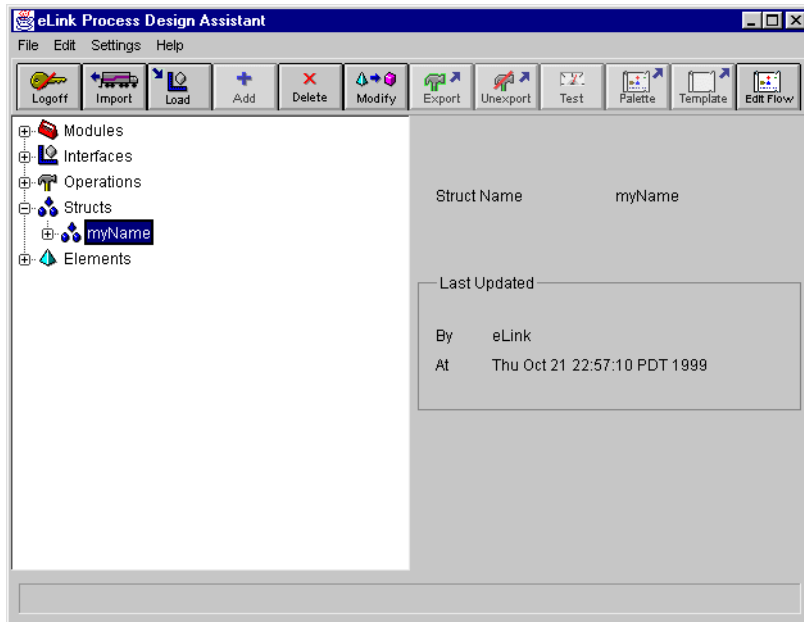 eLink Process Design Assistant
File Edit Settings Help
Logoff Import Load Add Delete Modify Export Unexport Test Palette Template Edit Flow
Modules
Interfaces
Operations
Structs
myName
Elements
Struct Name myName
Last Updated
By eLink
At Thu Oct 21 22:57:10 PDT 1999